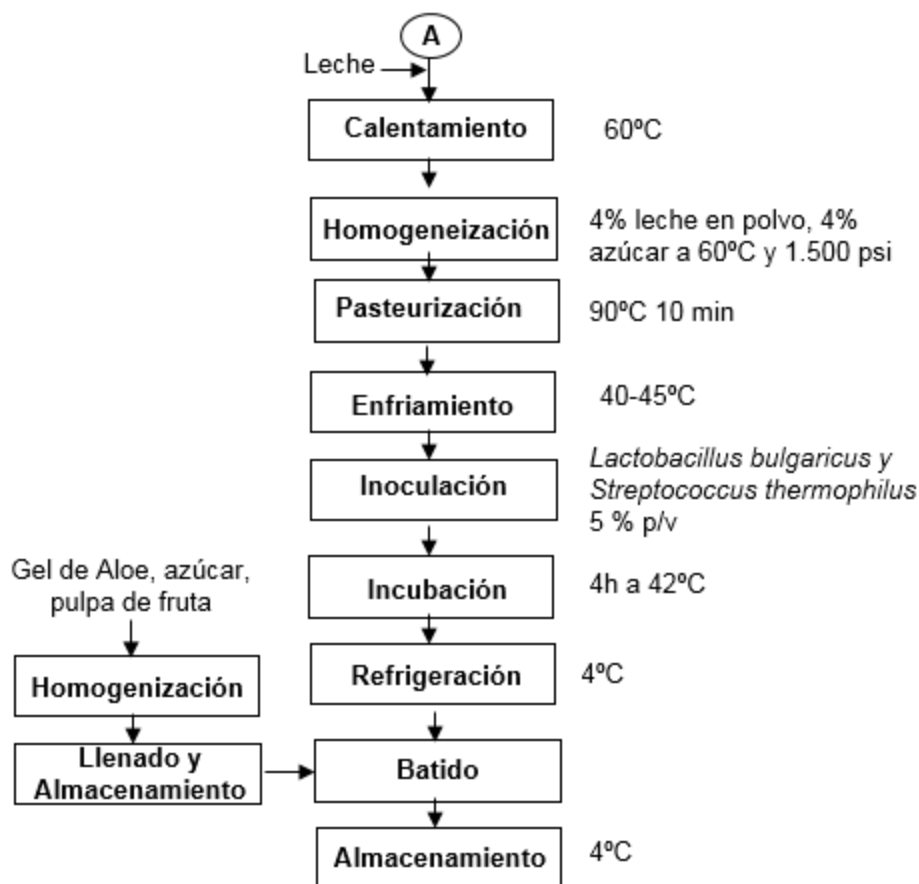 A
Leche
Calentamiento
60ºC
Homogeneización
4% leche en polvo, 4%
azúcar a 60ºC y 1.500 psi
Pasteurización
90ºC 10 min
Enfriamiento
40-45ºC
Inoculación
Lactobacillus bulgaricus y
Streptococcus thermophilus
5 % p/v
Gel de Aloe, azúcar,
pulpa de fruta
Incubación
4h a 42ºC
Homogenización
Refrigeración
4ºC
Llenado y
Almacenamiento
Batido
Almacenamiento
4ºC